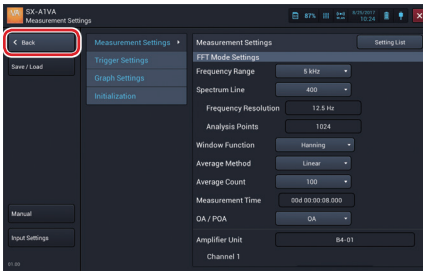 SX-A1VA
Measurement Settings
87%
8/25/2017
10:24
< Back
Save / Load
Manual
Input Settings
01:00
Measurement Settings
Trigger Settings
Graph Settings
Initialization
Measurement Settings
Setting List
FFT Mode Settings
Frequency Range 5 kHz
Spectrum Line 400
Frequency Resolution 12.5 Hz
Analysis Points 1024
Window Function Hanning
Average Method Linear
Average Count 100
Measurement Time 00d 00:00:08.000
OA / POA OA
Amplifier Unit B4-01
Channel 1